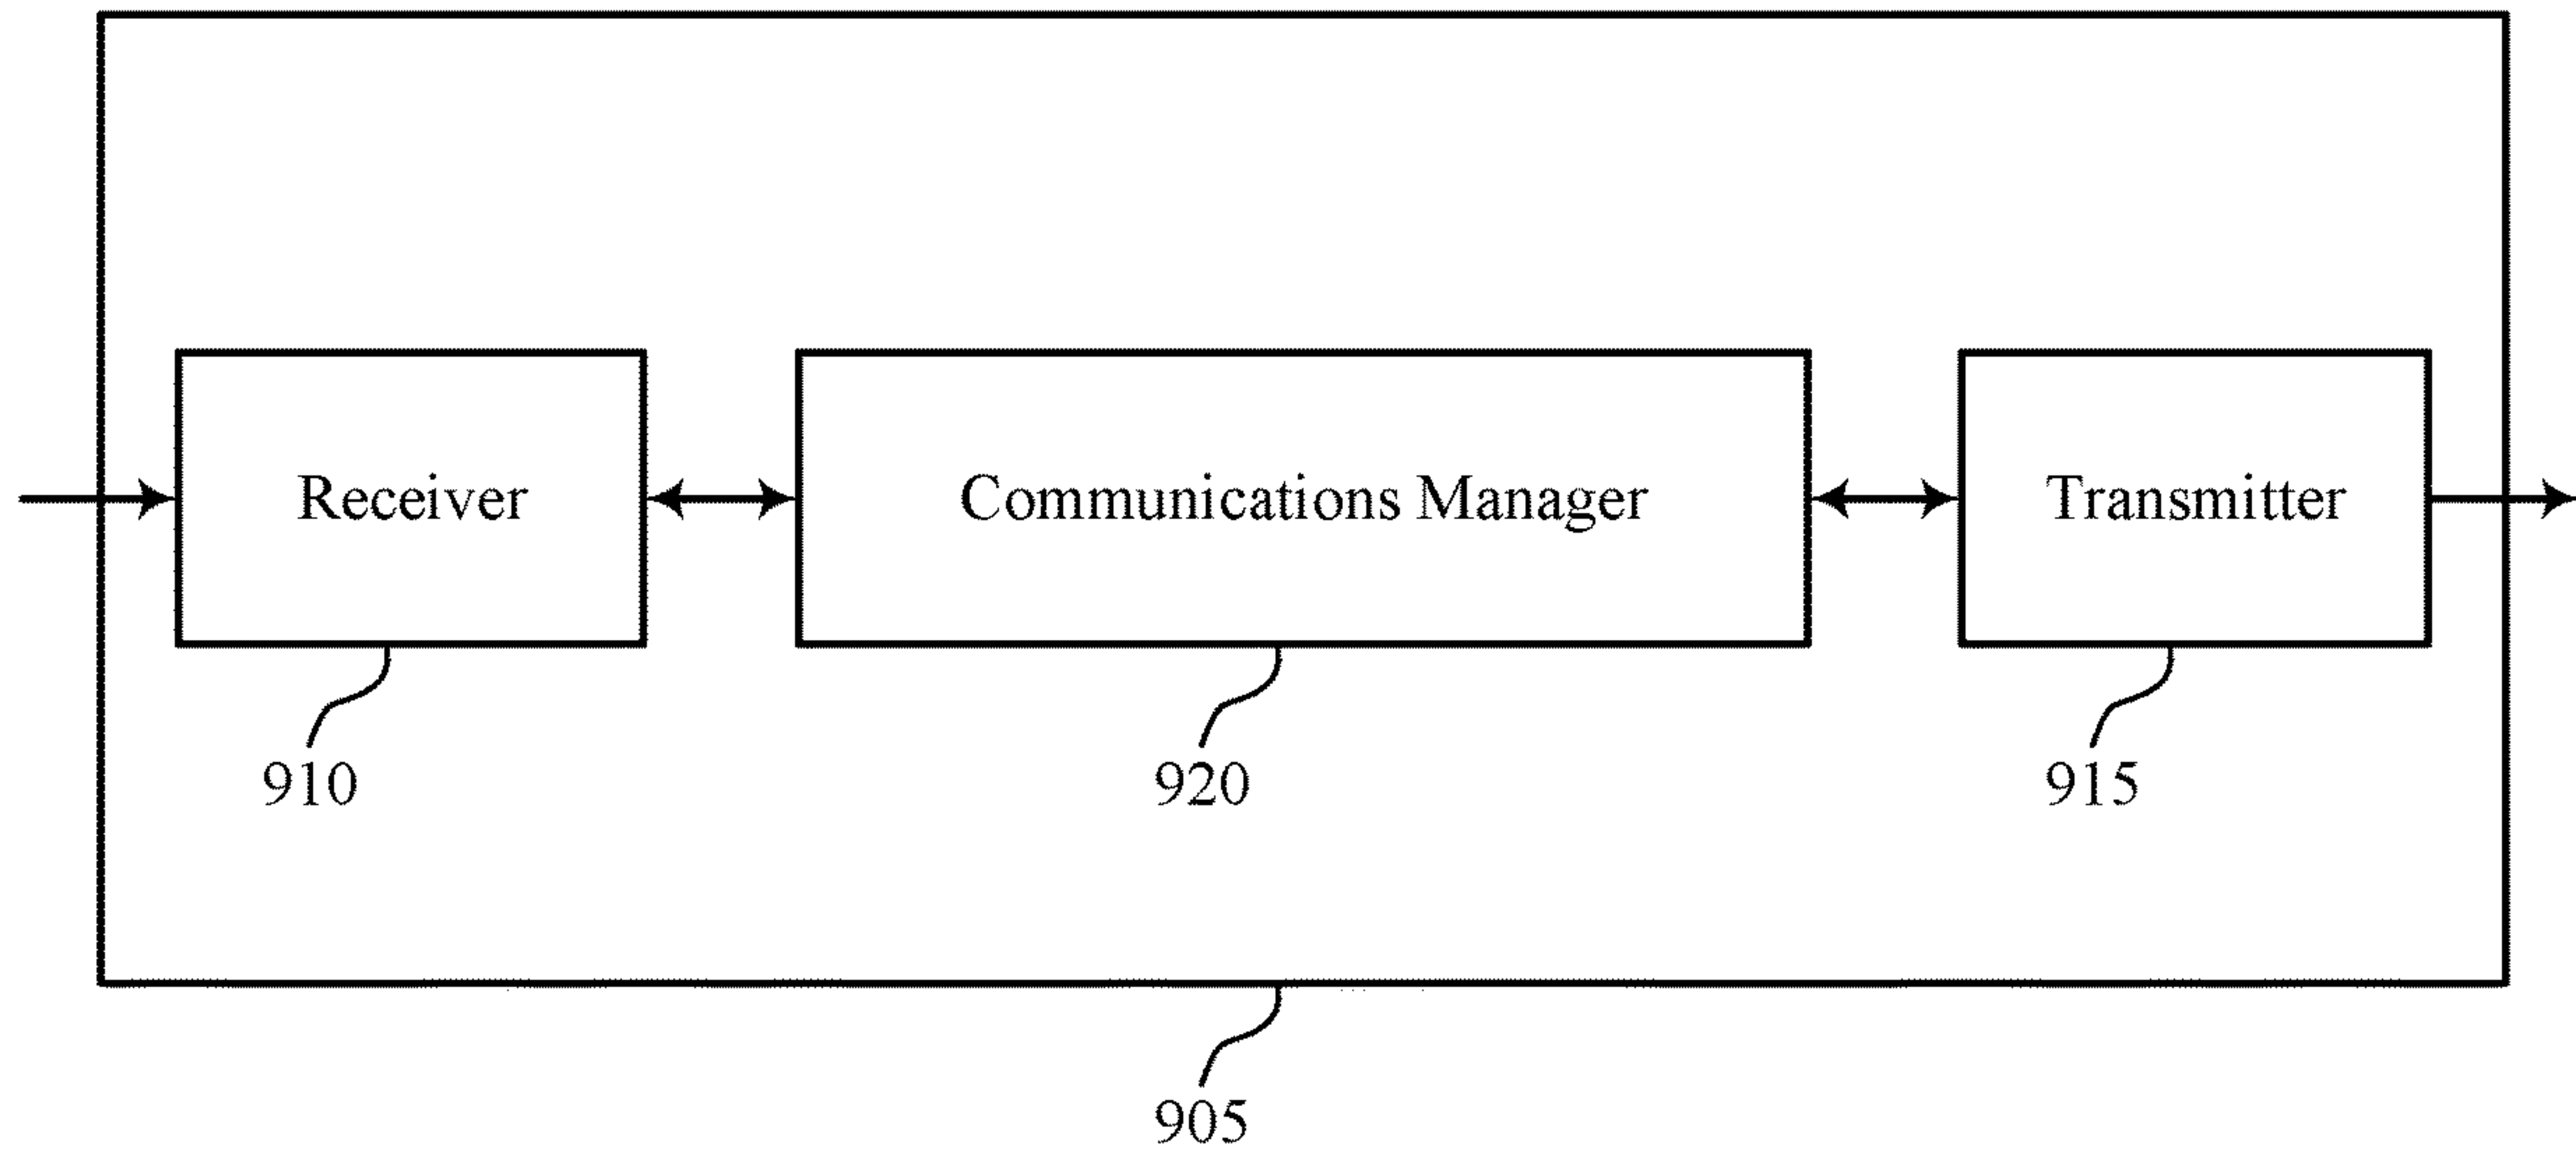 Receiver
Communications Manager
Transmitter
910
920
915
905